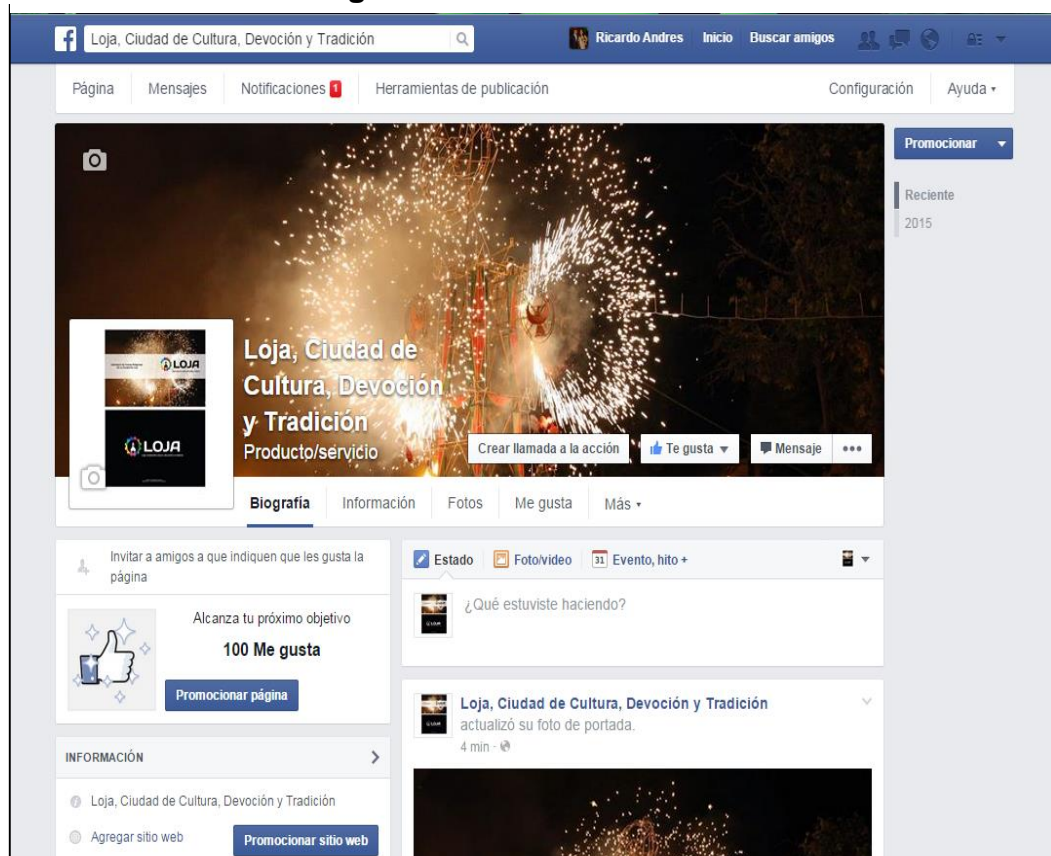 Loja, Ciudad de Cultura, Devoción y Tradición
Ricardo Andres Inicio Buscar amigos
Página Mensajes Notificaciones 1 Herramientas de publicación Configuración Ayuda
Promocionar
Reciente
2015
LOJA
LOJA
Loja, Ciudad de
Cultura, Devoción
y Tradición
Producto/servicio
Crear llamada a la acción Te gusta Mensaje
Biografía Información Fotos Me gusta Más
Invitar a amigos a que indiquen que les gusta la
página
Alcanza tu próximo objetivo
100 Me gusta
Promocionar página
INFORMACIÓN
Loja, Ciudad de Cultura, Devoción y Tradición
Agregar sitio web Promocionar sitio web
Estado Foto/video 31 Evento, hito +
¿Qué estuviste haciendo?
Loja, Ciudad de Cultura, Devoción y Tradición
actualizó su foto de portada.
4 min